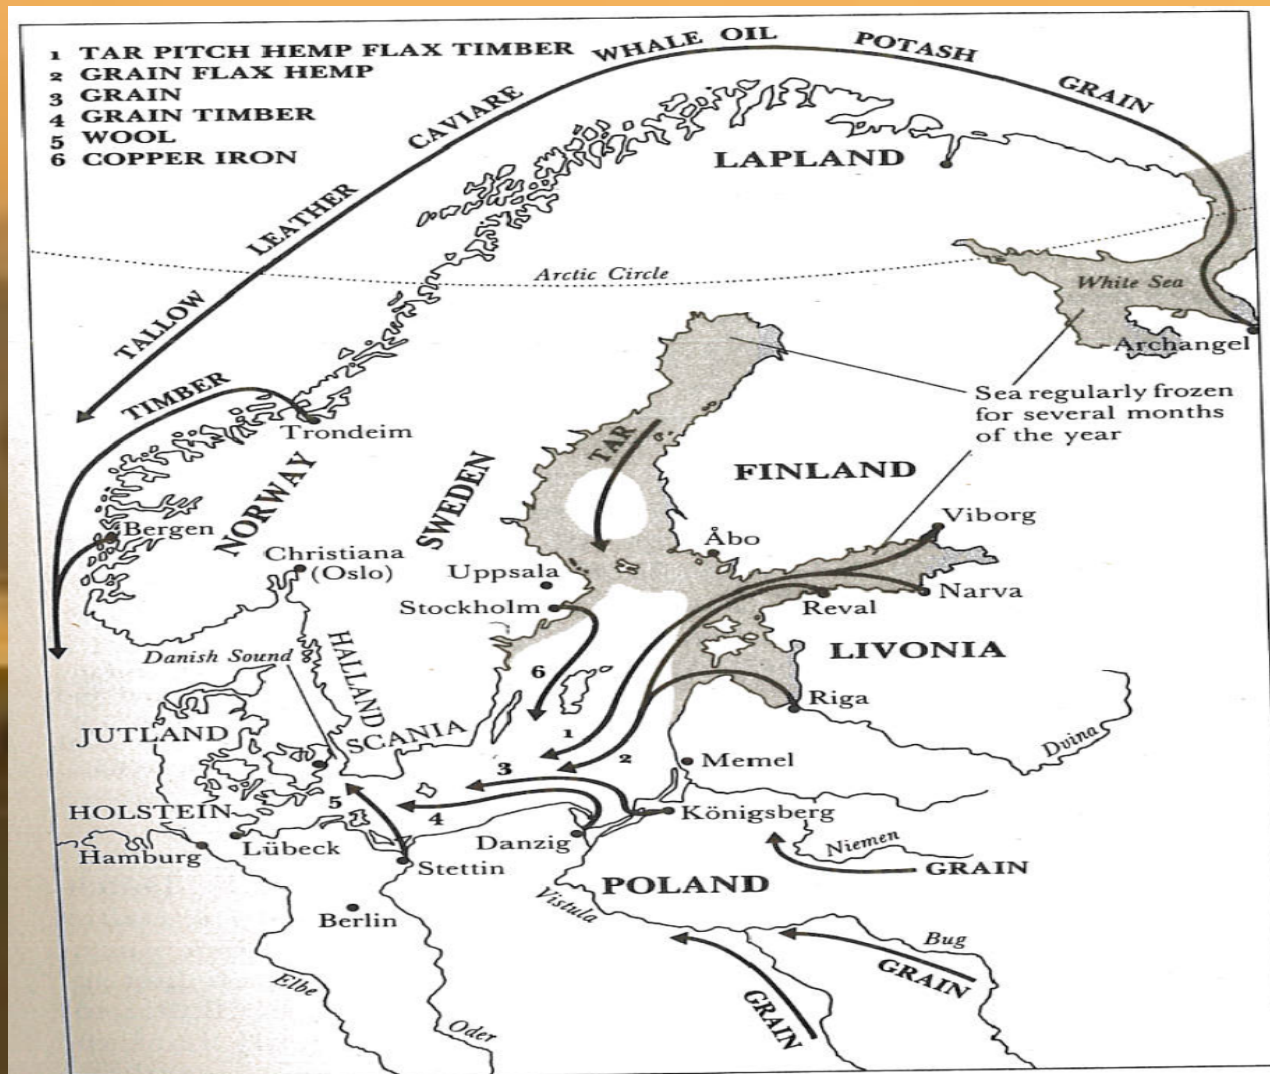 1 TAR PITCH HEMP FLAX TIMBER
2 GRAIN FLAX HEMP
3 GRAIN
4 GRAIN TIMBER
5 WOOL
6 COPPER IRON
TALLOW LEATHER CAVIARE WHALE OIL POTASH GRAIN
LAPLAND
Arctic Circle
White Sea
Archangel
TIMBER
Trondeim
Sea regularly frozen
for several months
of the year
TAR
FINLAND
NORWAY
SWEDEN
Bergen
Viborg
Christiana
(Oslo)
Uppsala
Åbo
Stockholm
Reval
Narva
Danish Sound
HALLAND
LIVONIA
6
Riga
JUTLAND
SCANIA
1
2
Dvina
Memel
3
HOLSTEIN
5
4
Königsberg
Hamburg
Lübeck
Danzig
Niemen
Stettin
GRAIN
POLAND
Vistula
Berlin
Bug
GRAIN
Elbe
GRAIN
Oder